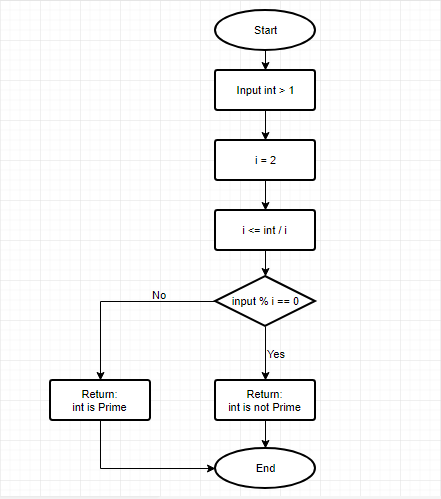 Start
Input int > 1
i = 2
i <= int / i
input % i == 0
No
Yes
Return:
int is Prime
Return:
int is not Prime
End